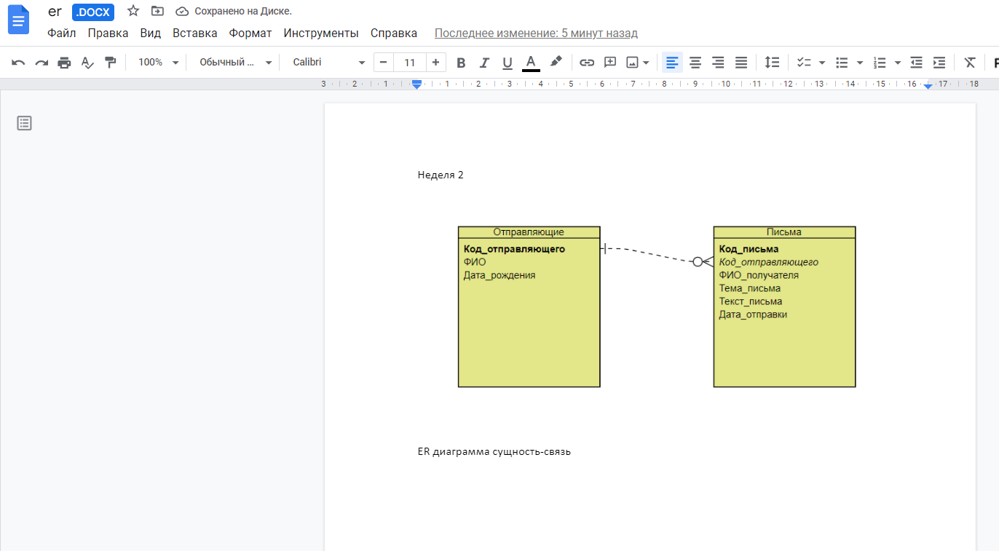 er .DOCX Сохранено на Диске.
Файл Правка Вид Вставка Формат Инструменты Справка Последнее изменение: 5 минут назад
100% Обычный ... Calibri − 11 + B I U A
3 2 1 1 2 3 4 5 6 7 8 9 10 11 12 13 14 15 16 17 18
Неделя 2
Отправляющие
Код_отправляющего
ФИО
Дата_рождения
Письма
Код_письма
Код_отправляющего
ФИО_получателя
Тема_письма
Текст_письма
Дата_отправки
ER диаграмма сущность-связь